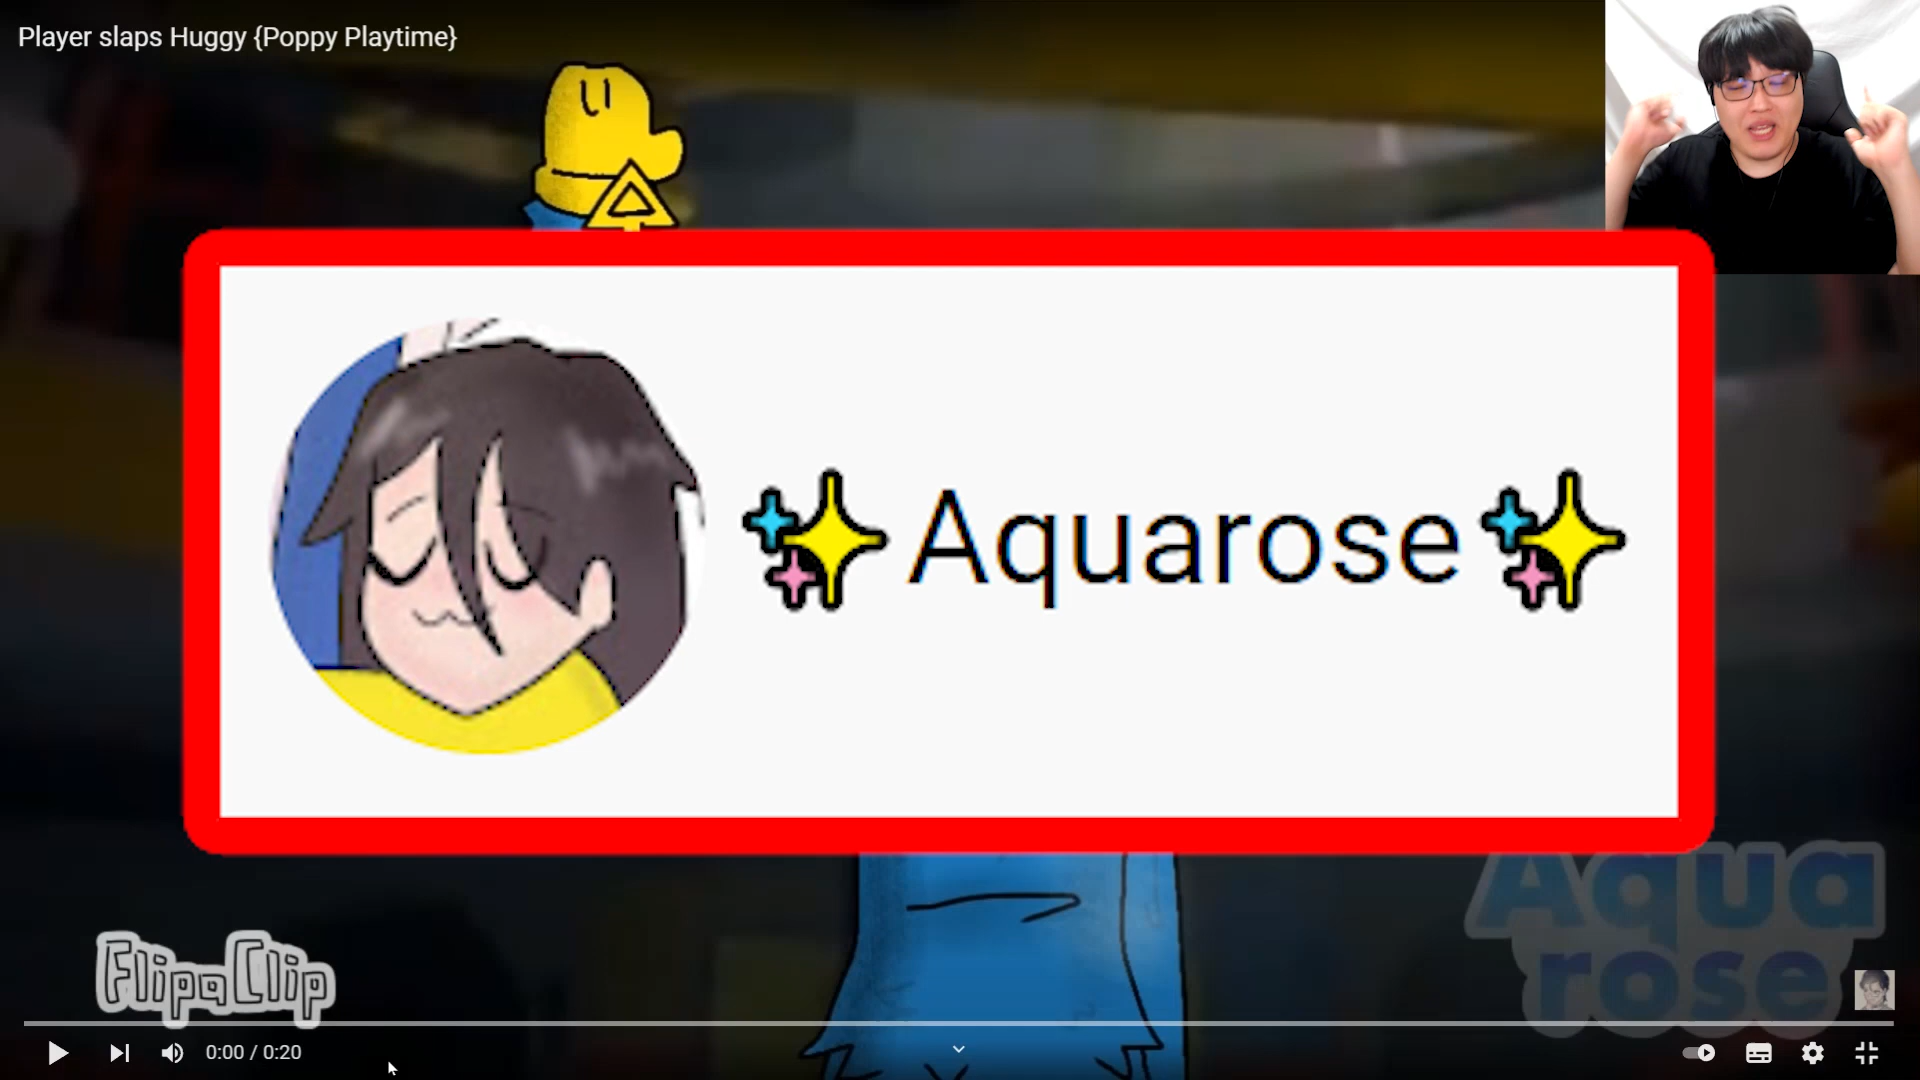 Player slaps Huggy {Poppy Playtime}
✨Aquarose✨
Aqua
rose
FlipaClip
0:00 / 0:20